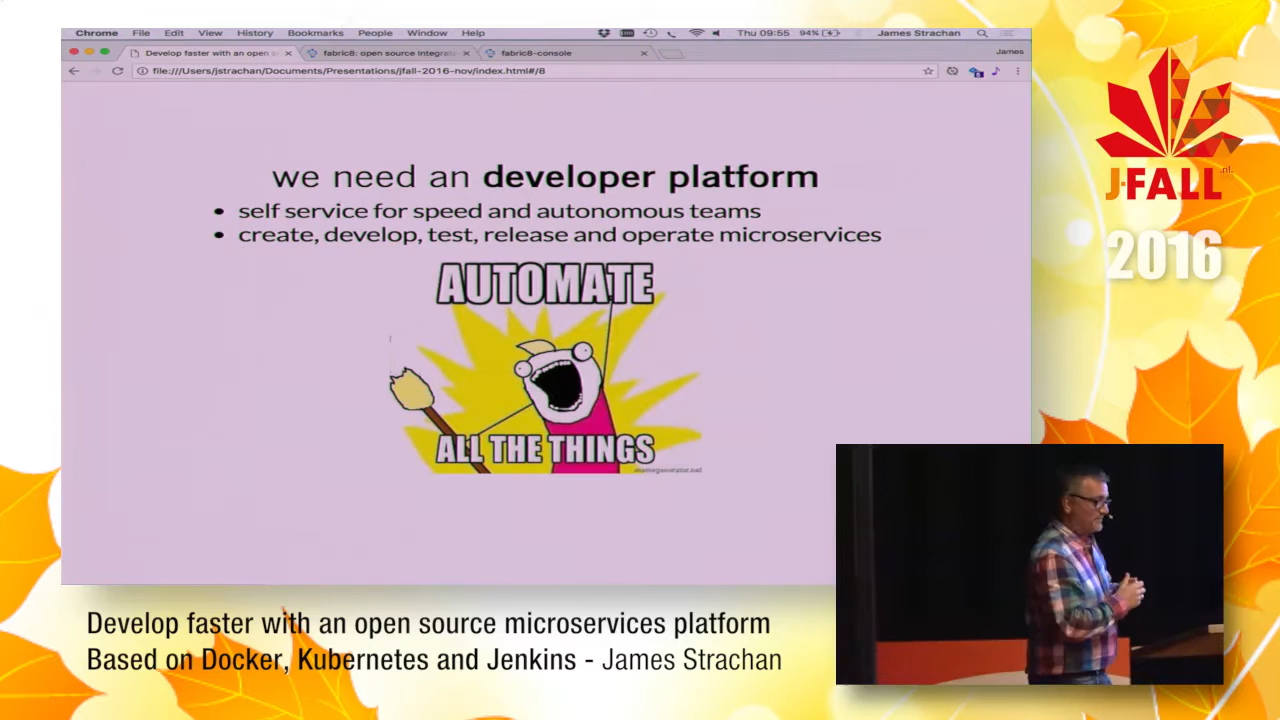 Chrome File Edit View History Bookmarks People Window Help Thu 09:55 94% James Strachan
Develop faster with an open s fabric8: open source Integrat fabric8-console James
file:///Users/jstrachan/Documents/Presentations/jfall-2016-nov/index.html#/8
we need an developer platform
• self service for speed and autonomous teams
• create, develop, test, release and operate microservices
AUTOMATE
ALL THE THINGS
memegenerator.net
J-FALL.nl
2016
Develop faster with an open source microservices platform
Based on Docker, Kubernetes and Jenkins - James Strachan